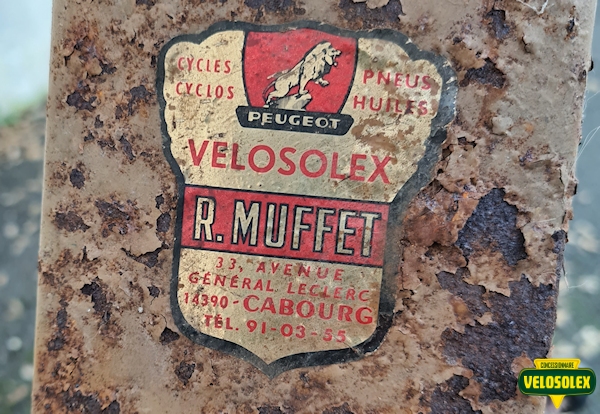 CYCLES
CYCLOS
PNEUS
HUILES
PEUGEOT
VELOSOLEX
R. MUFFET
33, AVENUE
GÉNÉRAL LECLERC
14390 - CABOURG
TÉL. 91-03-55
CONCESSIONNAIRE
VELOSOLEX